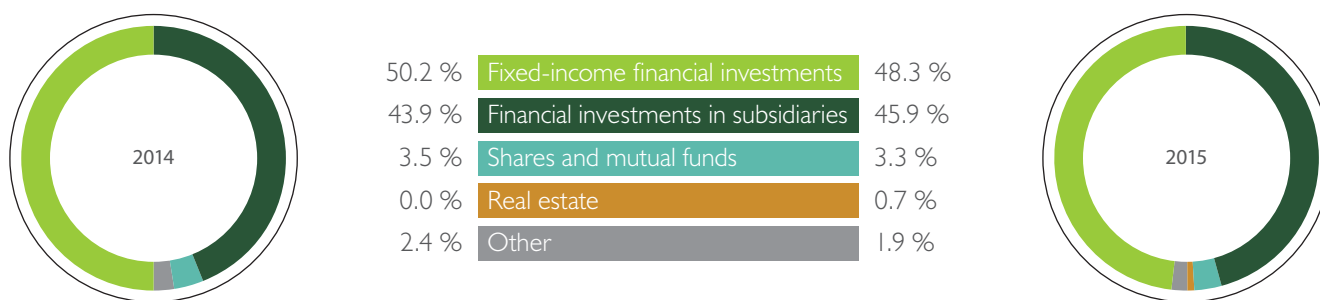 2014
50.2 % Fixed-income financial investments 48.3 %
43.9 % Financial investments in subsidiaries 45.9 %
3.5 % Shares and mutual funds 3.3 %
0.0 % Real estate 0.7 %
2.4 % Other 1.9 %
2015